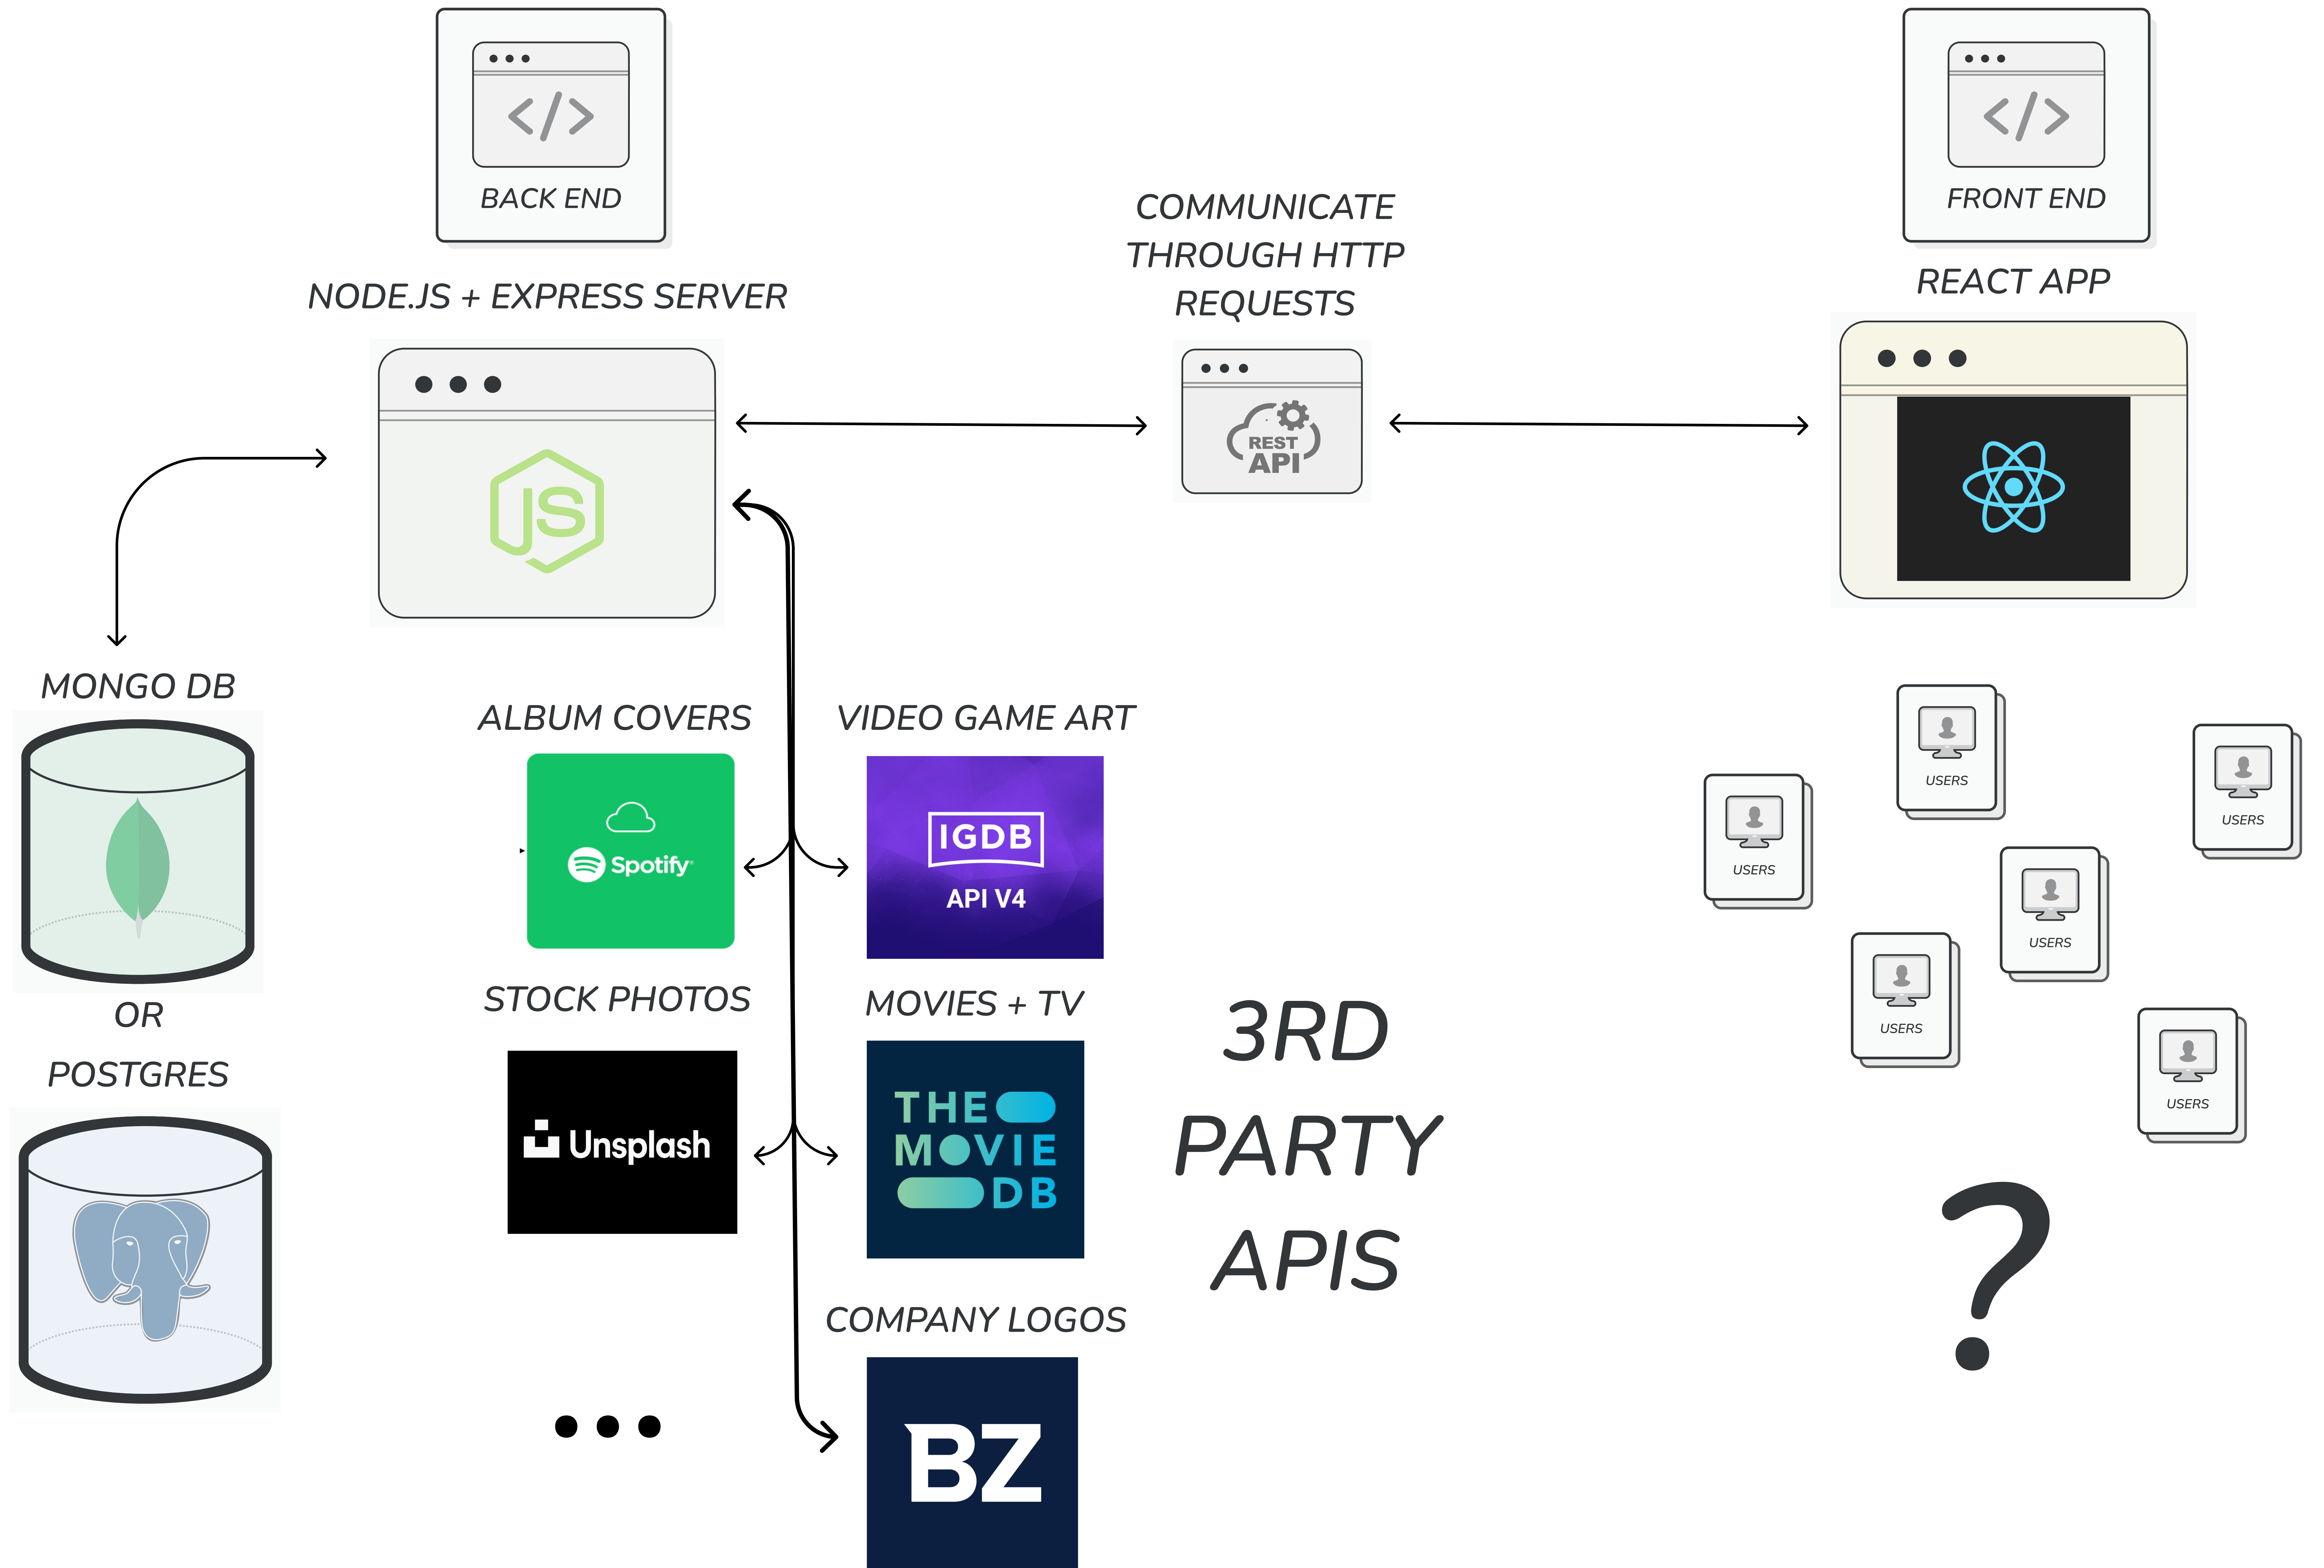 BACK END
FRONT END
COMMUNICATE
THROUGH HTTP
REQUESTS
NODE.JS + EXPRESS SERVER
REACT APP
JS
REST
API
MONGO DB
OR
POSTGRES
ALBUM COVERS
Spotify
VIDEO GAME ART
IGDB
API V4
STOCK PHOTOS
Unsplash
MOVIES + TV
THE
MOVIE
DB
COMPANY LOGOS
BZ
...
3RD
PARTY
APIS
USERS
USERS
USERS
USERS
USERS
USERS
?